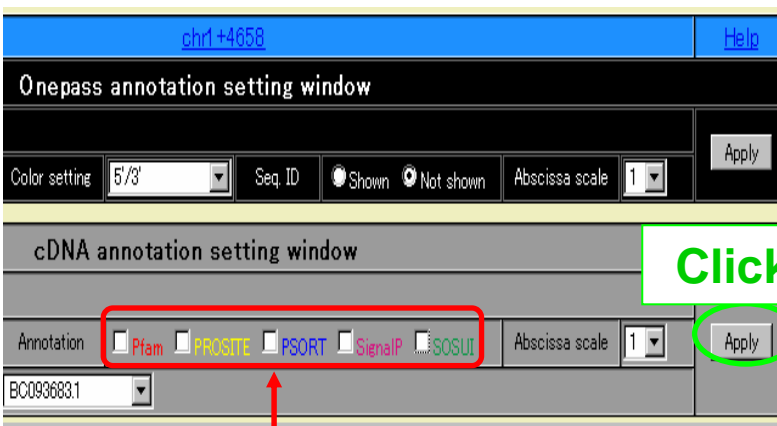 chr1+4658 Help
Onepass annotation setting window
Color setting 5'/3' Seq. ID Shown Not shown Abscissa scale 1 Apply
cDNA annotation setting window
Click
Annotation Pfam PROSITE PSORT SignalP SOSUI Abscissa scale 1 Apply
BC093683.1